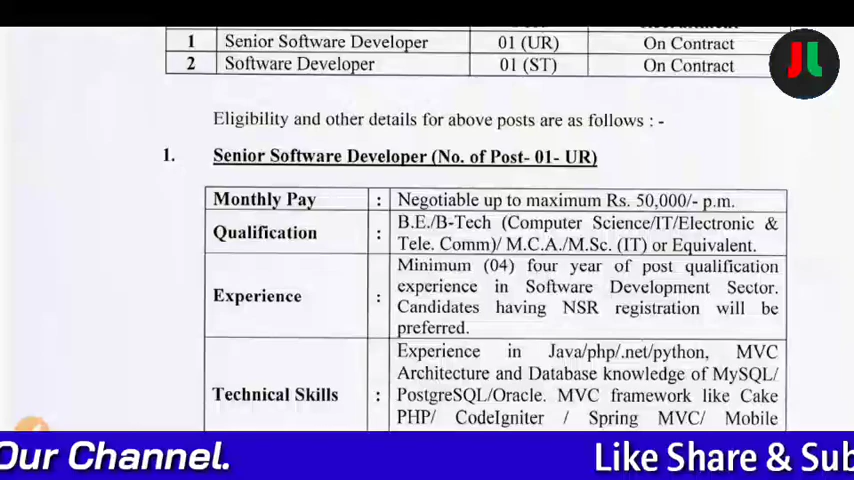 1 Senior Software Developer 01 (UR) On Contract
2 Software Developer 01 (ST) On Contract
JL
Eligibility and other details for above posts are as follows : -
1. Senior Software Developer (No. of Post- 01- UR)
Monthly Pay : Negotiable up to maximum Rs. 50,000/- p.m.
Qualification : B.E./B-Tech (Computer Science/IT/Electronic &
Tele. Comm)/ M.C.A./M.Sc. (IT) or Equivalent.
Experience : Minimum (04) four year of post qualification
experience in Software Development Sector.
Candidates having NSR registration will be
preferred.
Technical Skills : Experience in Java/php/.net/python, MVC
Architecture and Database knowledge of MySQL/
PostgreSQL/Oracle. MVC framework like Cake
PHP/ CodeIgniter / Spring MVC/ Mobile
Our Channel. Like Share & Sub